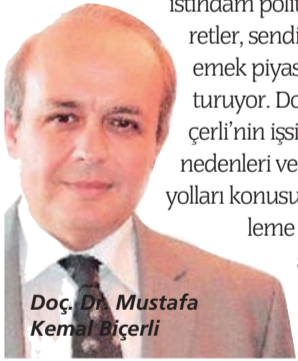 istihdam
retler, sendi
emek piyas
turuyor. Do
çerli’nin işsi
nedenleri ve
yolları konusu
leme
Doç. Dr. Mustafa
Kemal Biçerli